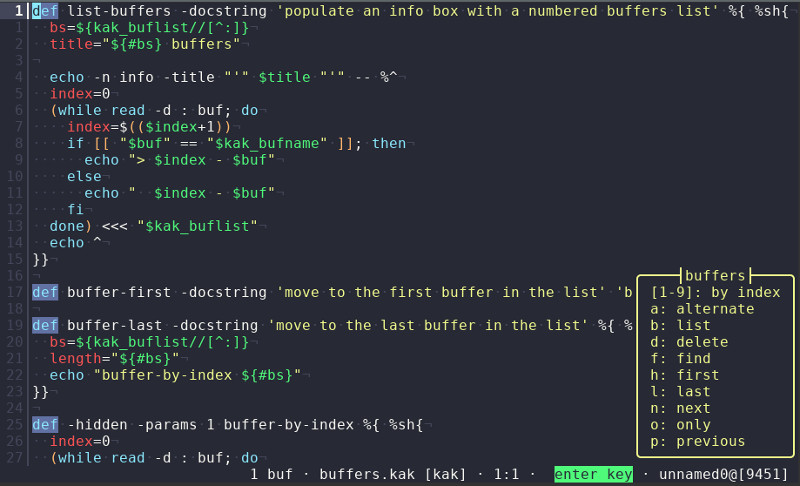 1 def list-buffers -docstring 'populate an info box with a numbered buffers list' %{ %sh{
1   bs=${kak_buflist//[^:]}¬
2   title="${#bs} buffers"¬
3 ¬
4   echo -n info -title "'" $title "'" -- %^¬
5   index=0¬
6   (while read -d : buf; do¬
7     index=$(($index+1))¬
8     if [[ "$buf" == "$kak_bufname" ]]; then¬
9       echo "> $index - $buf"¬
10     else¬
11       echo "  $index - $buf"¬
12     fi¬
13   done) <<< "$kak_buflist"¬
14   echo ^¬
15 }}¬
16 ¬
17 def buffer-first -docstring 'move to the first buffer in the list' 'b
18 ¬
19 def buffer-last -docstring 'move to the last buffer in the list' %{ %
20   bs=${kak_buflist//[^:]}¬
21   length="${#bs}"¬
22   echo "buffer-by-index ${#bs}"¬
23 }}¬
24 ¬
25 def -hidden -params 1 buffer-by-index %{ %sh{¬
26   index=0¬
27   (while read -d : buf; do¬
buffers
[1-9]: by index
a: alternate
b: list
d: delete
f: find
h: first
l: last
n: next
o: only
p: previous
1 buf · buffers.kak [kak] · 1:1 · enter key · unnamed0@[9451]